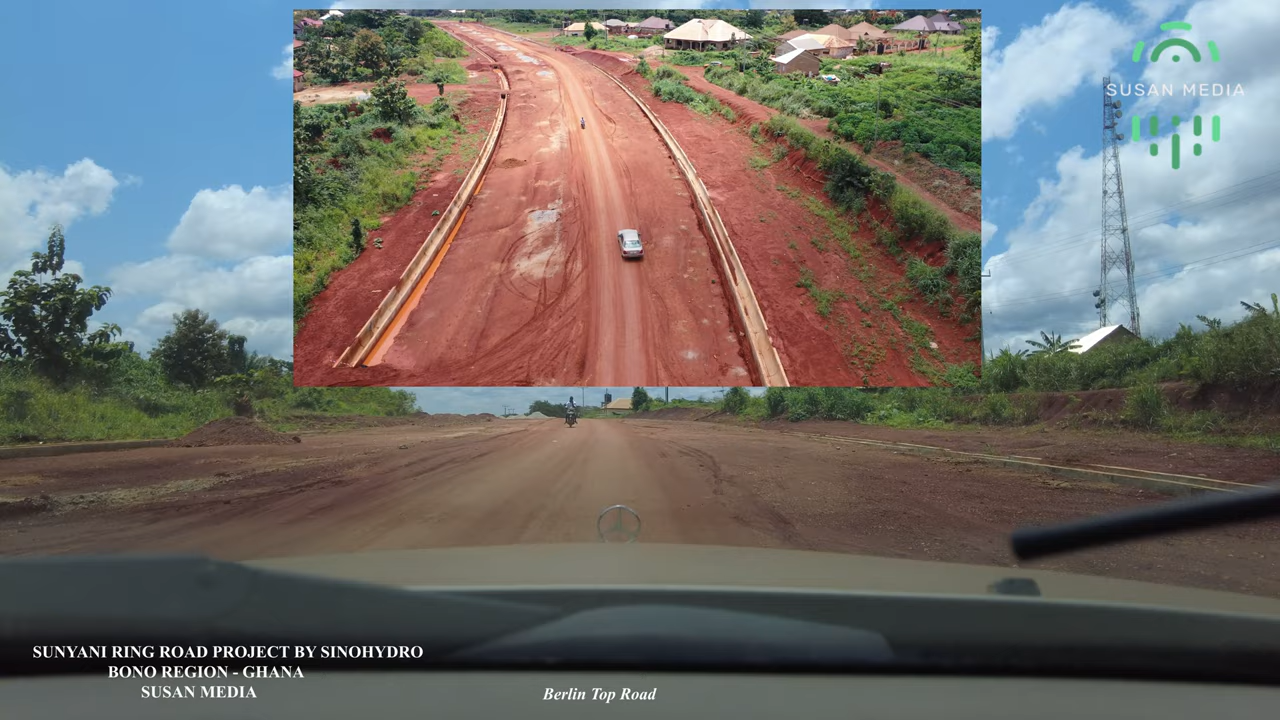 SUSAN MEDIA
SUNYANI RING ROAD PROJECT BY SINOHYDRO
BONO REGION - GHANA
SUSAN MEDIA
Berlin Top Road